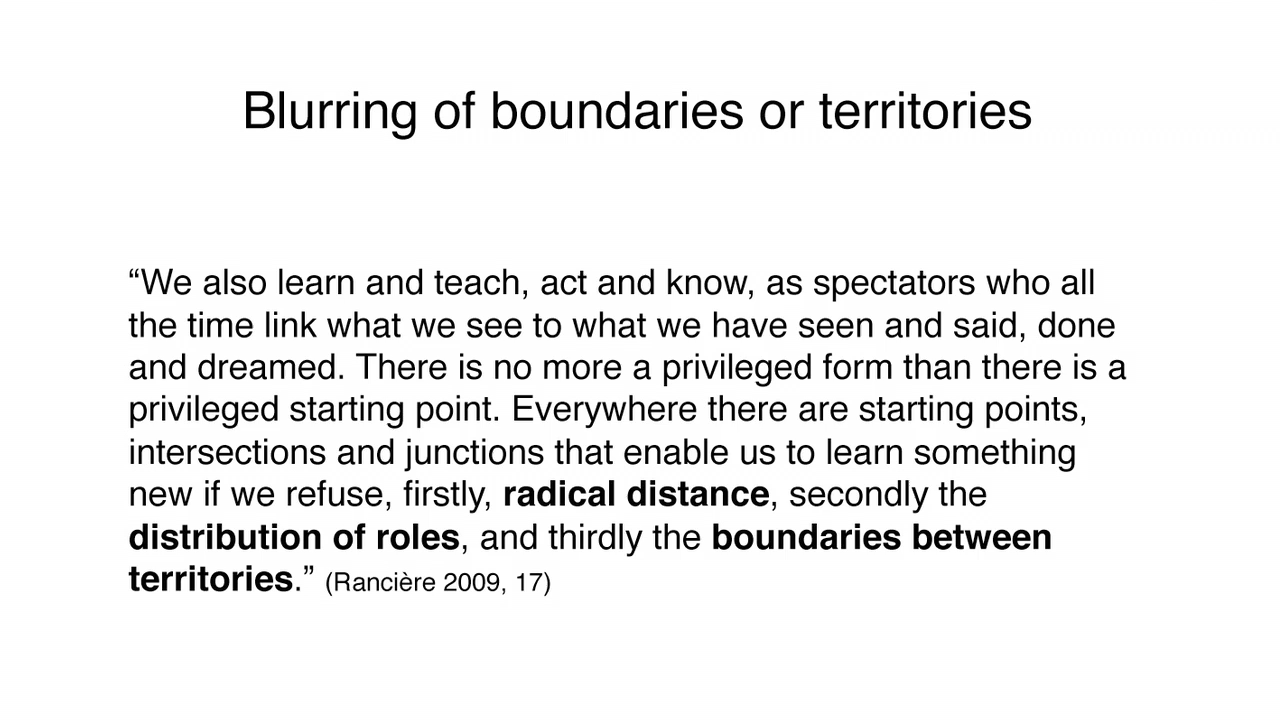 Blurring of boundaries or territories
“We also learn and teach, act and know, as spectators who all
the time link what we see to what we have seen and said, done
and dreamed. There is no more a privileged form than there is a
privileged starting point. Everywhere there are starting points,
intersections and junctions that enable us to learn something
new if we refuse, firstly, radical distance, secondly the
distribution of roles, and thirdly the boundaries between
territories.” (Rancière 2009, 17)